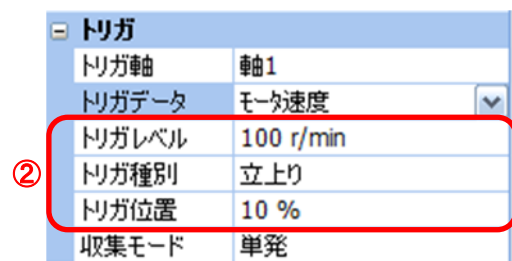 トリガ
トリガ軸 軸1
トリガデータ モータ速度
トリガレベル 100 r/min
② トリガ種別 立上り
トリガ位置 10 %
収集モード 単発